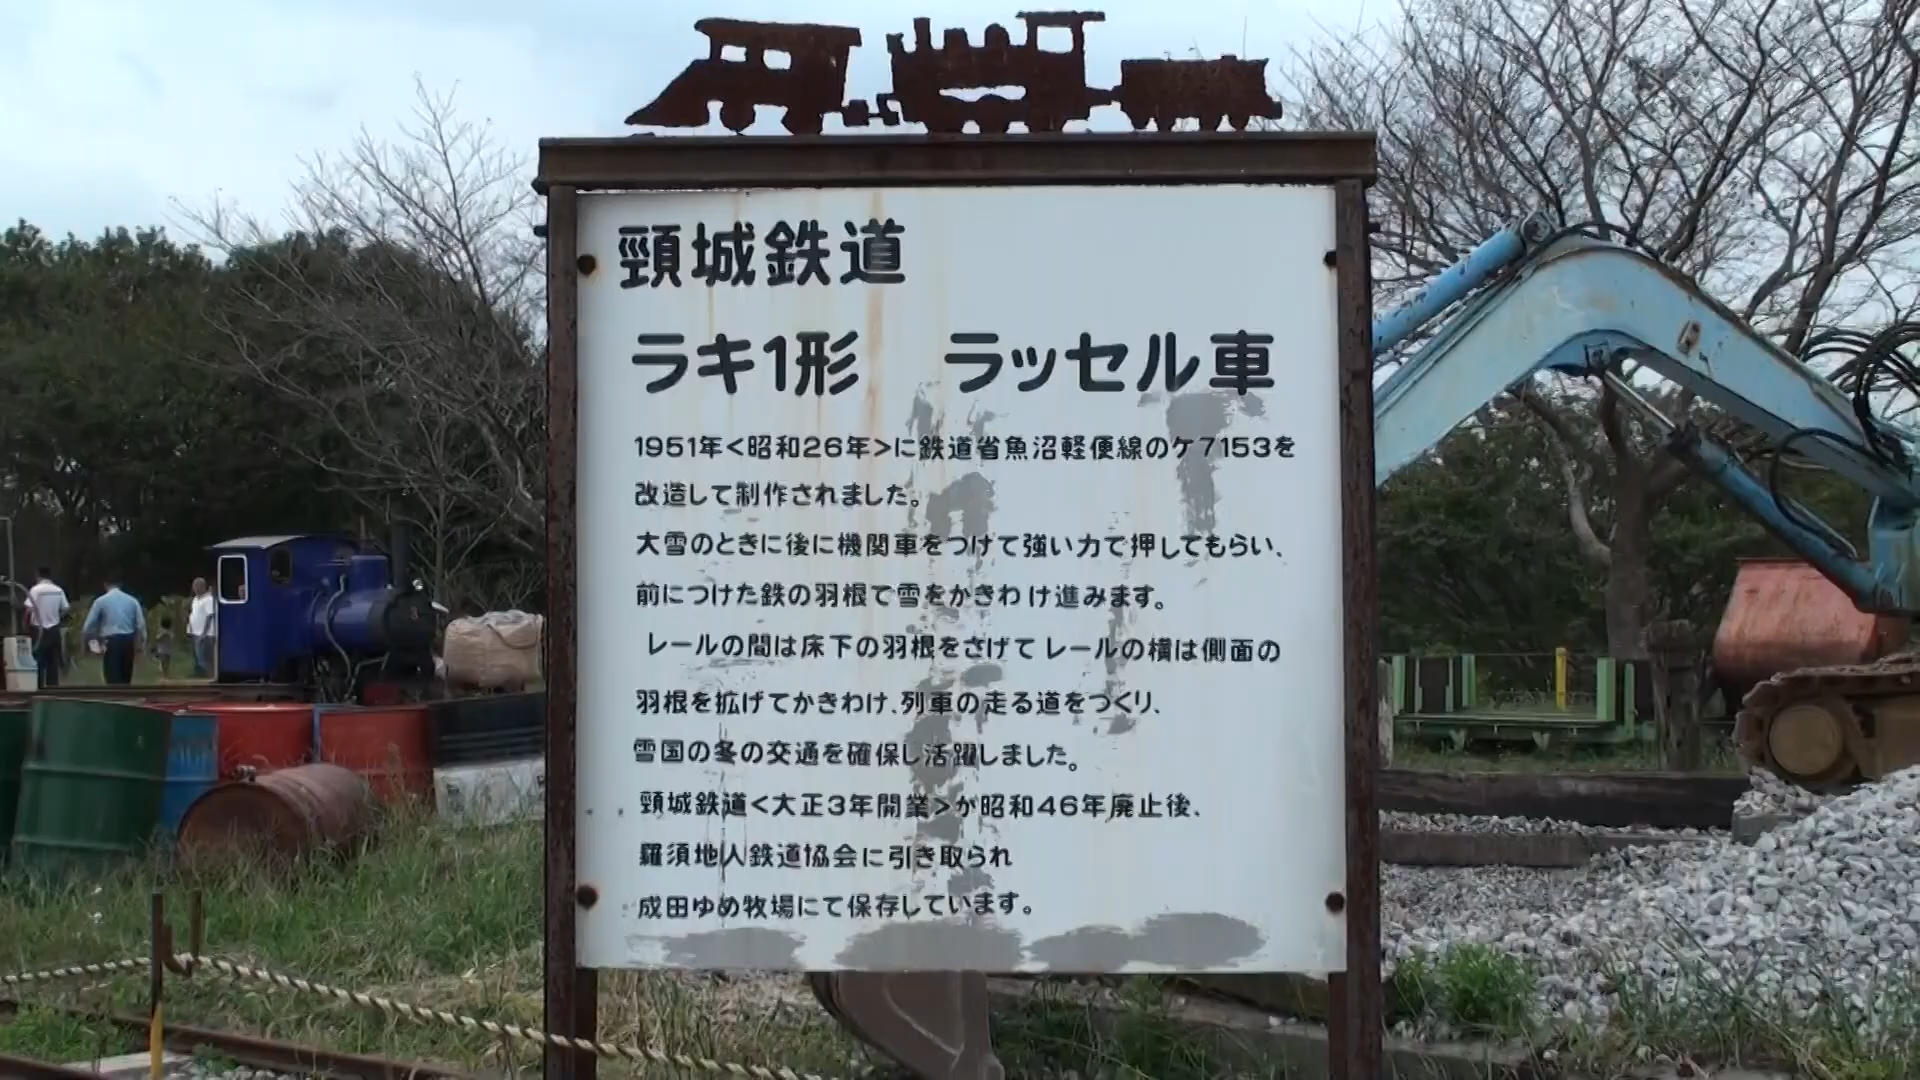 頸城鉄道
ラキ1形　ラッセル車
1951年<昭和26年>に鉄道省魚沼軽便線のケ7153を
改造して制作されました。
大雪のときに後に機関車をつけて強い力で押してもらい、
前につけた鉄の羽根で雪をかきわけ進みます。
レールの間は床下の羽根をさげてレールの横は側面の
羽根を拡げてかきわけ、列車の走る道をつくり、
雪国の冬の交通を確保し活躍しました。
頸城鉄道<大正3年開業>が昭和46年廃止後、
羅須地人鉄道協会に引き取られ
成田ゆめ牧場にて保存しています。